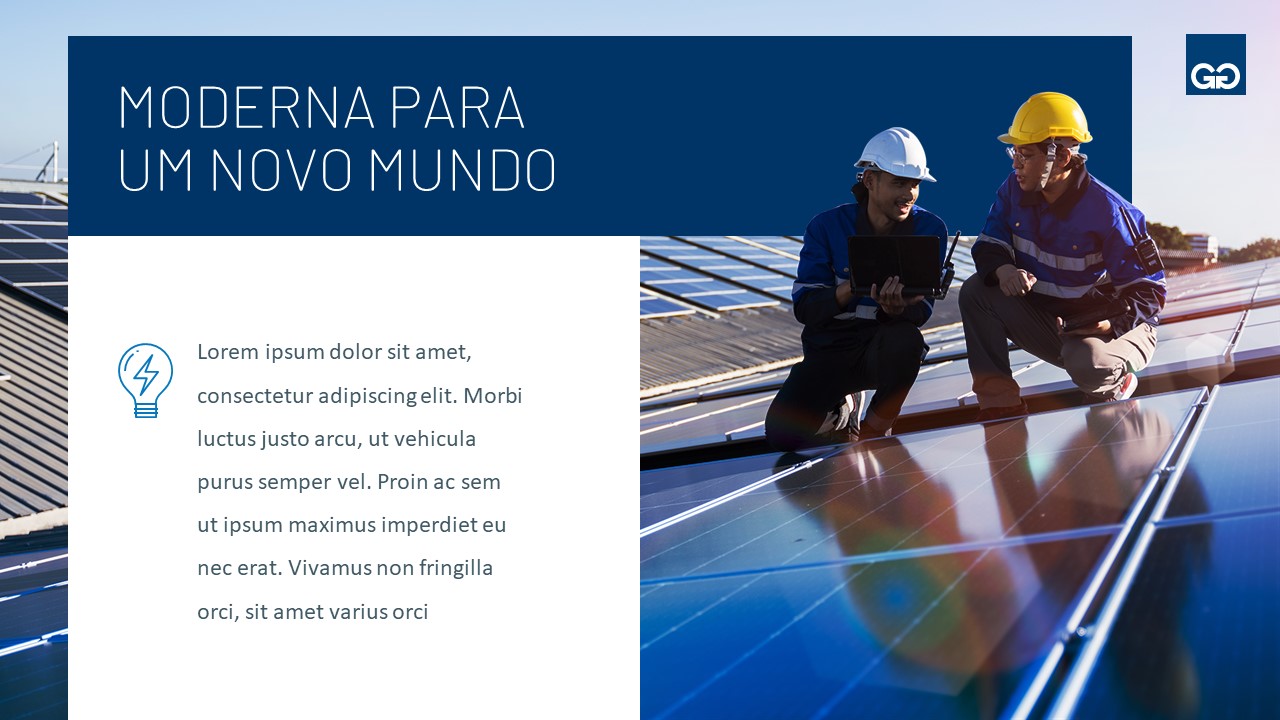 MODERNA PARA
UM NOVO MUNDO
GG
Lorem ipsum dolor sit amet,
consectetur adipiscing elit. Morbi
luctus justo arcu, ut vehicula
purus semper vel. Proin ac sem
ut ipsum maximus imperdiet eu
nec erat. Vivamus non fringilla
orci, sit amet varius orci